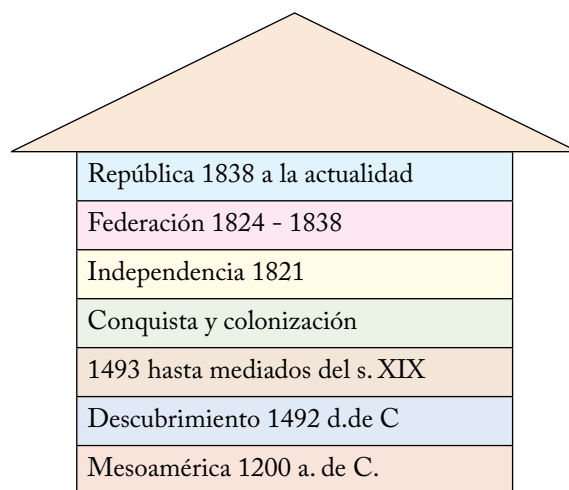 República 1838 a la actualidad
Federación 1824 - 1838
Independencia 1821
Conquista y colonización
1493 hasta mediados del s. XIX
Descubrimiento 1492 d.de C
Mesoamérica 1200 a. de C.